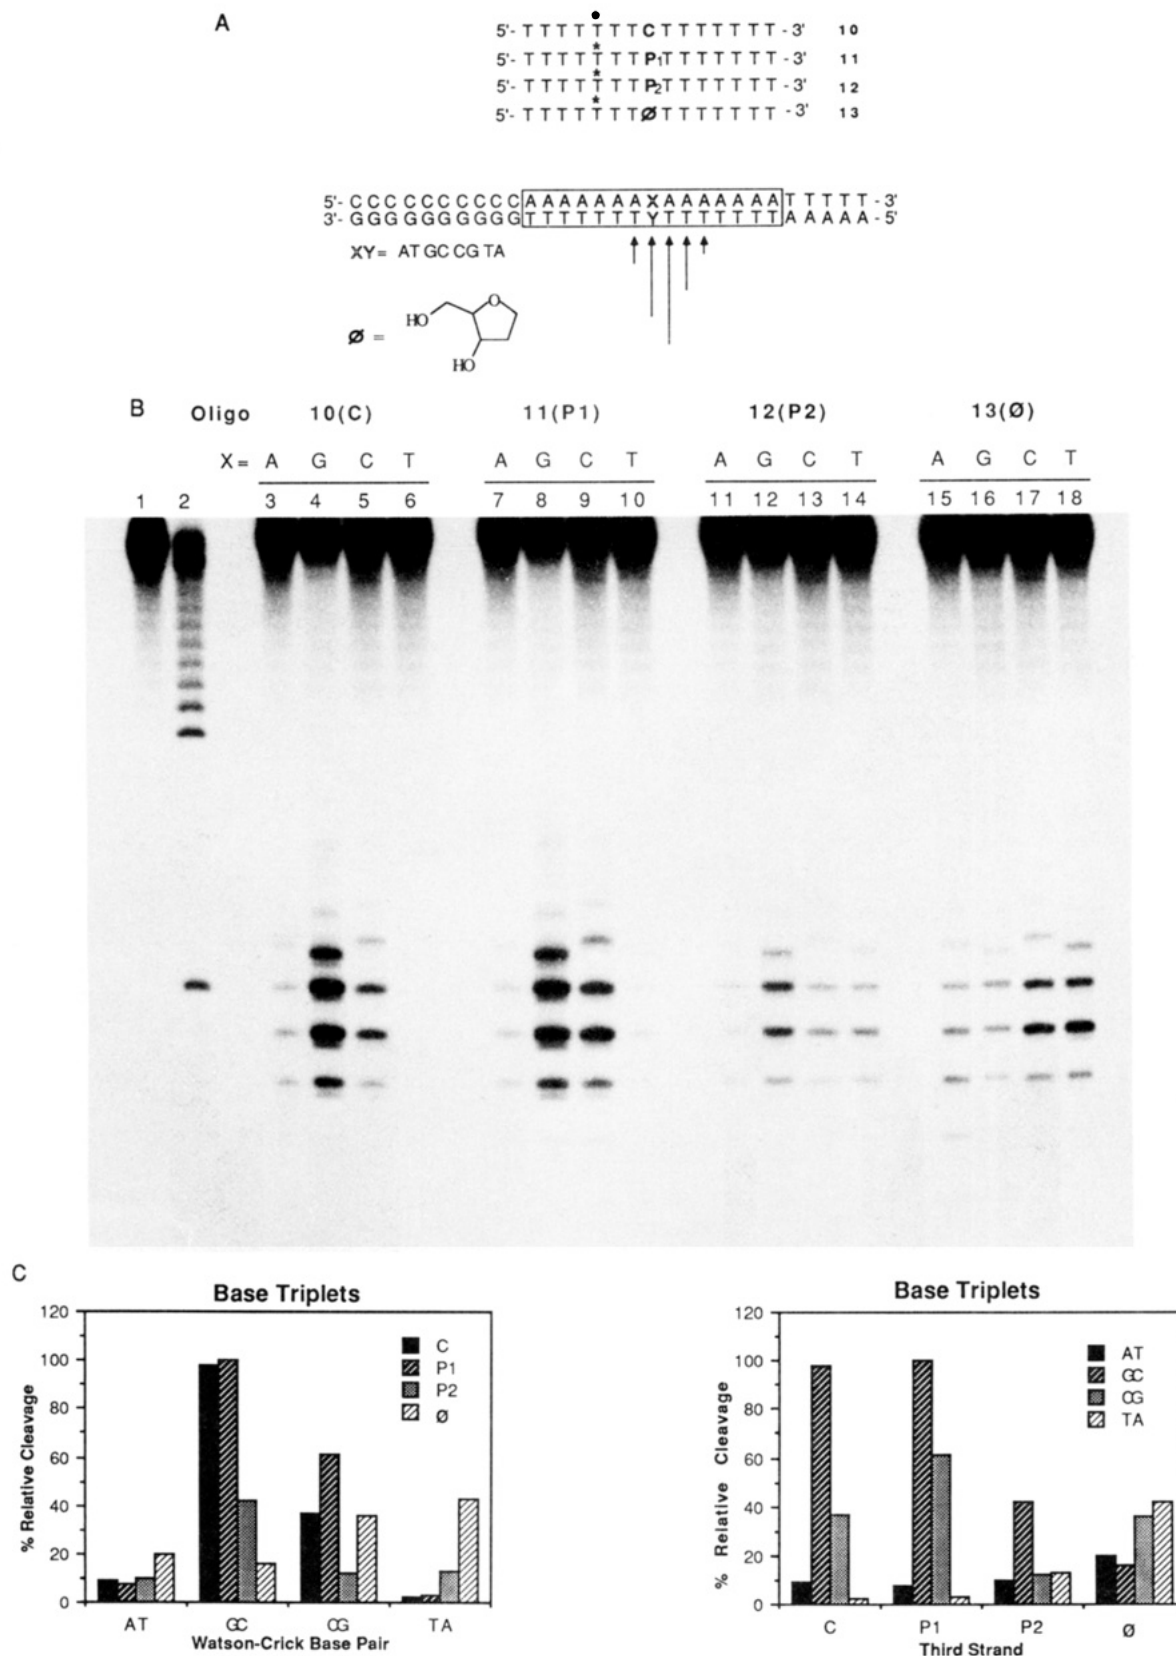 A
5'- T T T T T T T C T T T T T T T - 3' 10
*
5'- T T T T T T T P1 T T T T T T T - 3' 11
*
5'- T T T T T T T P2 T T T T T T T - 3' 12
*
5'- T T T T T T T Ø T T T T T T T - 3' 13
5'- C C C C C C C C C C A A A A A A A X A A A A A A A T T T T T - 3'
3'- G G G G G G G G G G T T T T T T T Y T T T T T T T A A A A A - 5'
XY= AT GC CG TA
Ø =
O
HO
HO
B Oligo 10(C) 11(P1) 12(P2) 13(Ø)
X= A G C T A G C T A G C T A G C T
1 2 3 4 5 6 7 8 9 10 11 12 13 14 15 16 17 18
C
Base Triplets
% Relative Cleavage
120
100
80
60
40
20
0
C
P1
P2
Ø
AT GC CG TA
Watson-Crick Base Pair
Base Triplets
% Relative Cleavage
120
100
80
60
40
20
0
AT
GC
CG
TA
C P1 P2 Ø
Third Strand